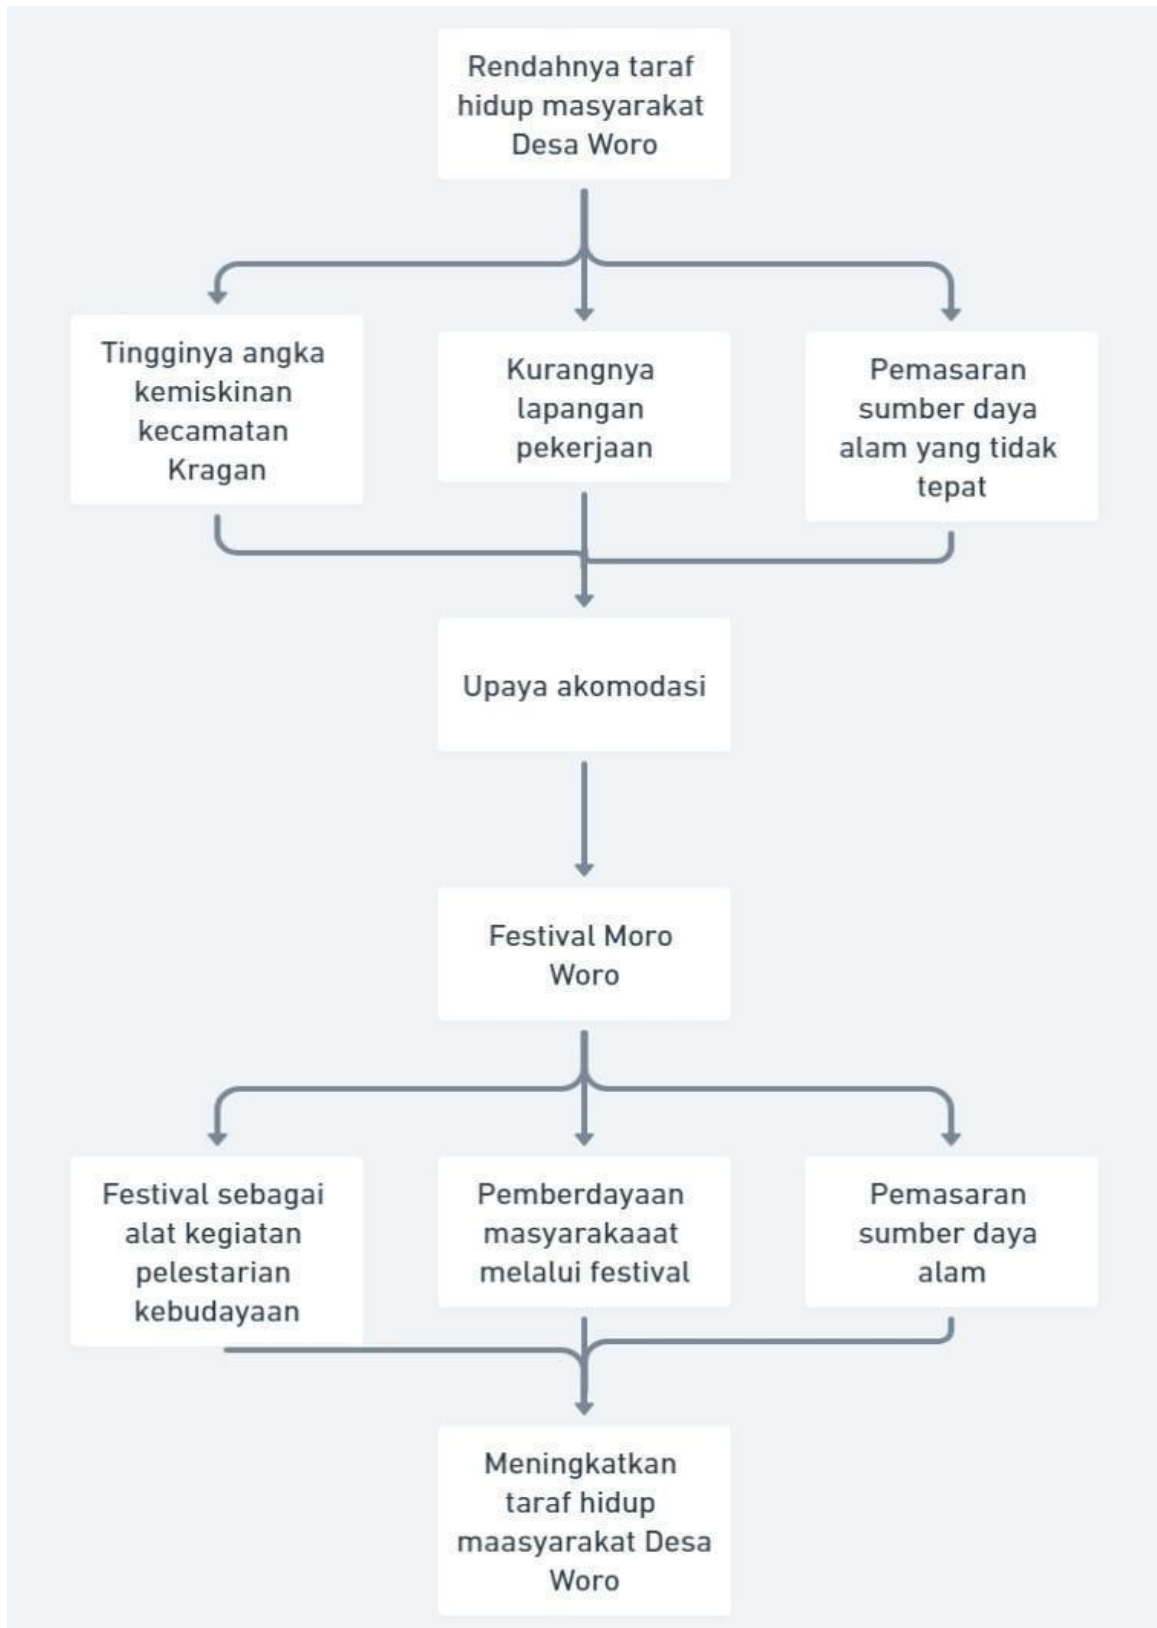 Rendahnya taraf
hidup masyarakat
Desa Woro
Tingginya angka
kemiskinan
kecamatan
Kragan
Kurangnya
lapangan
pekerjaan
Pemasaran
sumber daya
alam yang tidak
tepat
Upaya akomodasi
Festival Moro
Woro
Festival sebagai
alat kegiatan
pelestarian
kebudayaan
Pemberdayaan
masyarakaaat
melalui festival
Pemasaran
sumber daya
alam
Meningkatkan
taraf hidup
maasyarakat Desa
Woro